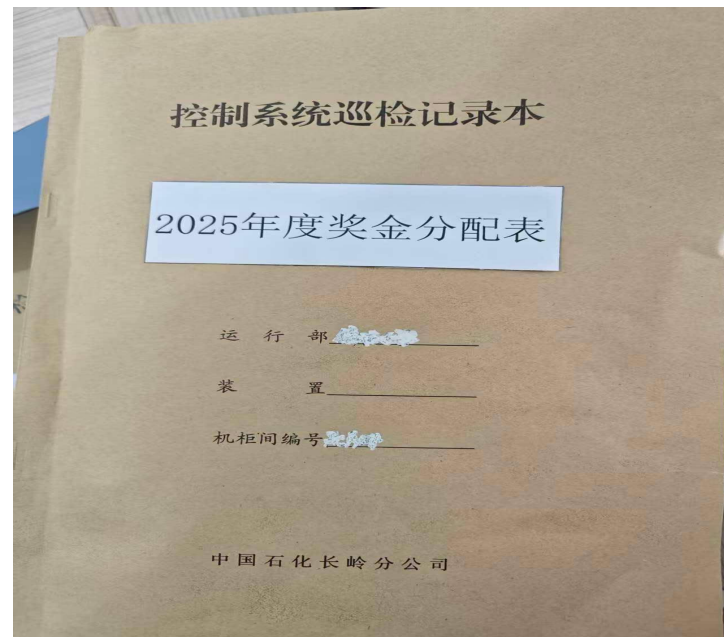 控制系统巡检记录本
2025年度奖金分配表
运行部
装置
机柜间编号
中国石化长岭分公司